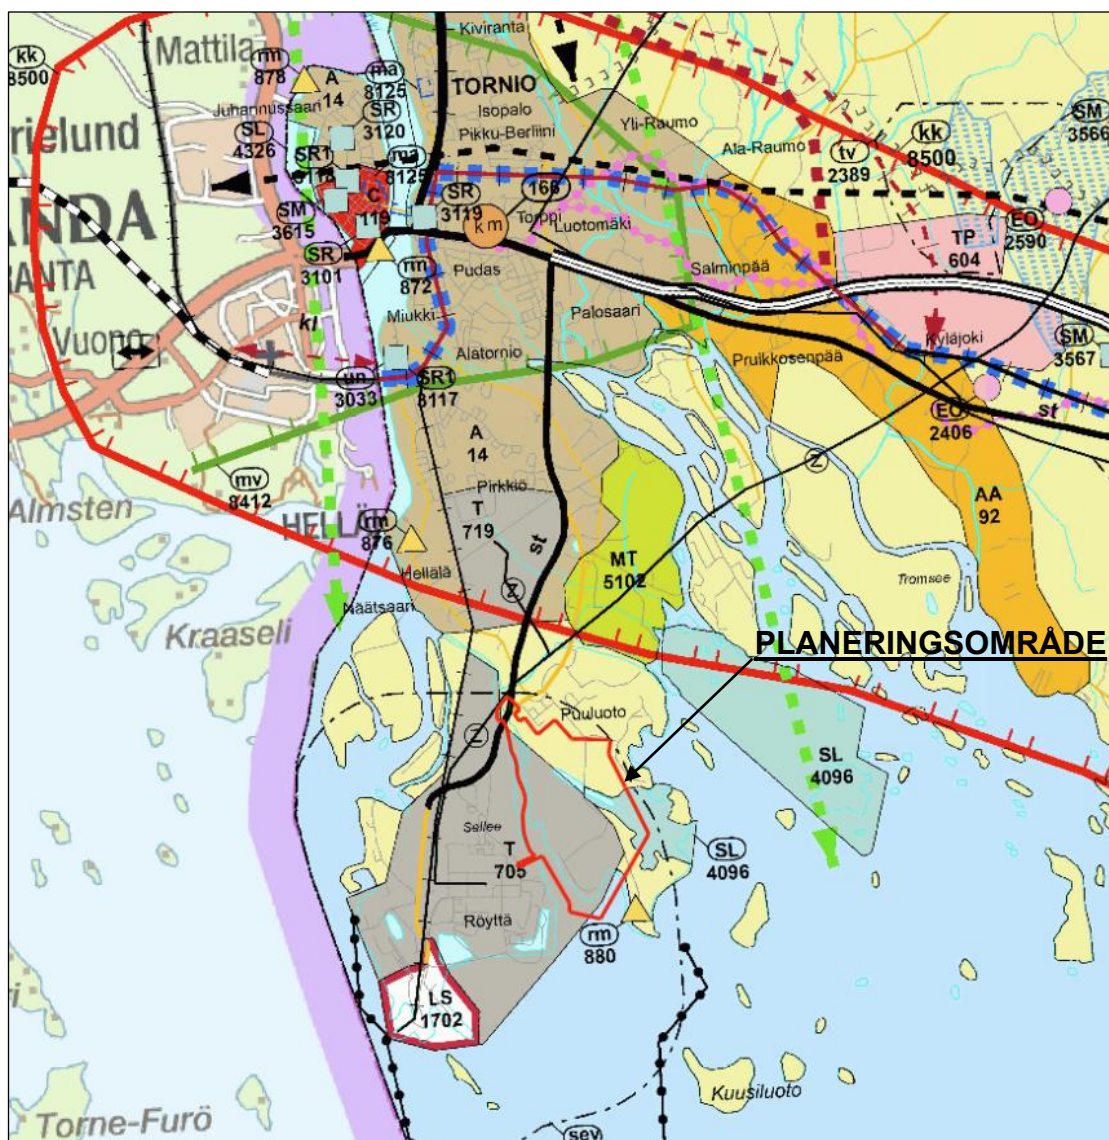 kk
8500
Mattila
rm
878
A
14
ma
8125
Kiviranta
TORNIO
Isopalo
Pikku-Berliini
Yli-Raumo
Ala-Raumo
tv
2389
kk
8500
SM
3566
Juhannussaari
SL
4326
SR
3120
rielund
SR1
ma
8125
SM
3615
C
119
SR
3119
166
km
Torppi
Luotomäki
EO
2590
TP
604
ANDA
RANTA
SR
3101
rm
872
Pudas
Salminpää
kl
Miukki
Palosaari
Vuono
Alatornio
Pruikkosenpää
Kyläjoki
SM
3567
un
3033
SR1
8117
EO
2406
st
A
14
Z
mv
8412
Pirkkiö
T
719
AA
92
Almsten
HELLÄ
rm
876
st
MT
5102
Hellälä
Z
Tromsee
Näätsaari
Kraaseli
PLANERINGSOMRÅDE
Puuluoto
Z
SL
4096
Sellee
T
705
SL
4096
Röyttä
rm
880
LS
1702
Kuusiluoto
Torne-Furö
sev